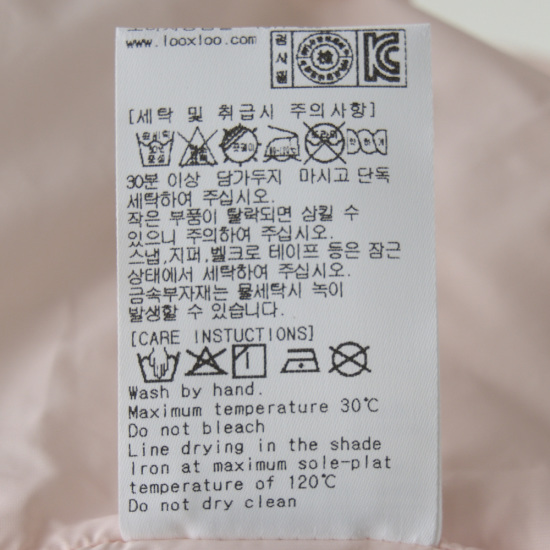 www.looxloo.com
검사필
KC
[세탁 및 취급시 주의사항]
30분 이상 담가두지 마시고 단독
세탁하여 주십시오.
작은 부품이 탈락되면 삼킬 수
있으니 주의하여 주십시오.
스냅,지퍼,벨크로 테이프 등은 잠근
상태에서 세탁하여 주십시오.
금속부자재는 물세탁시 녹이
발생할 수 있습니다.
[CARE INSTUCTIONS]
Wash by hand.
Maximum temperature 30℃
Do not bleach
Line drying in the shade
Iron at maximum sole-plat
temperature of 120℃
Do not dry clean